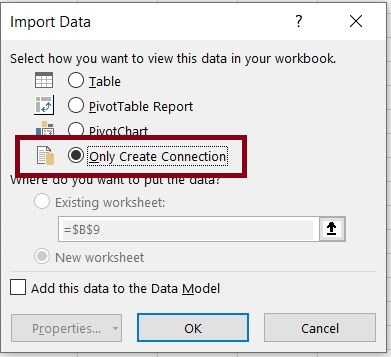 Import Data
?
Select how you want to view this data in your workbook.
Table
PivotTable Report
PivotChart
Only Create Connection
Where do you want to put the data?
Existing worksheet:
=$B$9
New worksheet
Add this data to the Data Model
Properties...
OK
Cancel